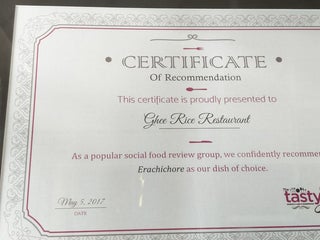 CERTIFICATE
Of Recommendation
This certificate is proudly presented to
Ghee Rice Restaurant
As a popular social food review group, we confidently recomme
Erachichore as our dish of choice.
May 5, 2017
DATE
The
tasty